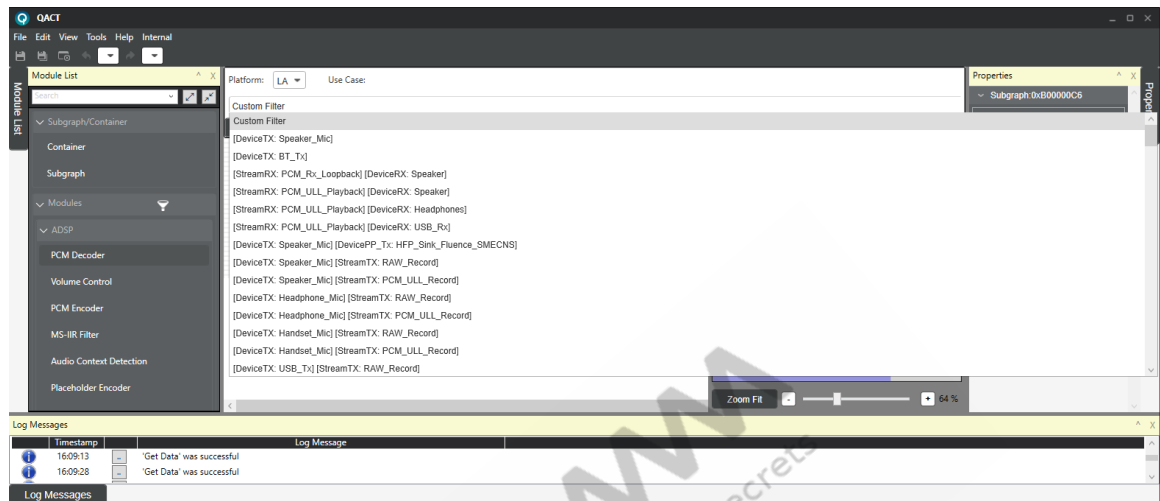 QACT
File Edit View Tools Help Internal
Module List
Module List ^ X
Search
Subgraph/Container
Container
Subgraph
Modules
ADSP
PCM Decoder
Volume Control
PCM Encoder
MS-IIR Filter
Audio Context Detection
Placeholder Encoder
Platform: LA Use Case:
Custom Filter
Custom Filter
[DeviceTX: Speaker_Mic]
[DeviceTX: BT_Tx]
[StreamRX: PCM_Rx_Loopback] [DeviceRX: Speaker]
[StreamRX: PCM_ULL_Playback] [DeviceRX: Speaker]
[StreamRX: PCM_ULL_Playback] [DeviceRX: Headphones]
[StreamRX: PCM_ULL_Playback] [DeviceRX: USB_Rx]
[DeviceTX: Speaker_Mic] [DevicePP_Tx: HFP_Sink_Fluence_SMECNS]
[DeviceTX: Speaker_Mic] [StreamTX: RAW_Record]
[DeviceTX: Speaker_Mic] [StreamTX: PCM_ULL_Record]
[DeviceTX: Headphone_Mic] [StreamTX: RAW_Record]
[DeviceTX: Headphone_Mic] [StreamTX: PCM_ULL_Record]
[DeviceTX: Handset_Mic] [StreamTX: RAW_Record]
[DeviceTX: Handset_Mic] [StreamTX: PCM_ULL_Record]
[DeviceTX: USB_Tx] [StreamTX: RAW_Record]
Zoom Fit - + 64 %
Properties ^ X
Subgraph:0xB00000C6
Log Messages ^ X
Timestamp Log Message
16:09:13 .. 'Get Data' was successful
16:09:28 .. 'Get Data' was successful
Log Messages